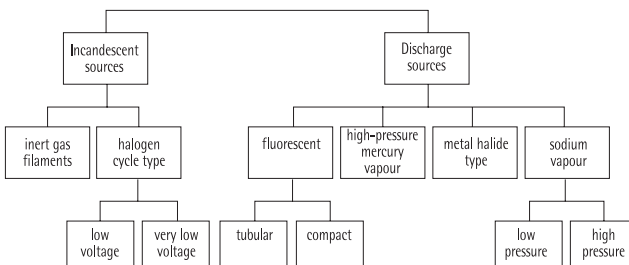 Incandescent
sources
Discharge
sources
inert gas
filaments
halogen
cycle type
fluorescent
high-pressure
mercury
vapour
metal halide
type
sodium
vapour
low
voltage
very low
voltage
tubular
compact
low
pressure
high
pressure